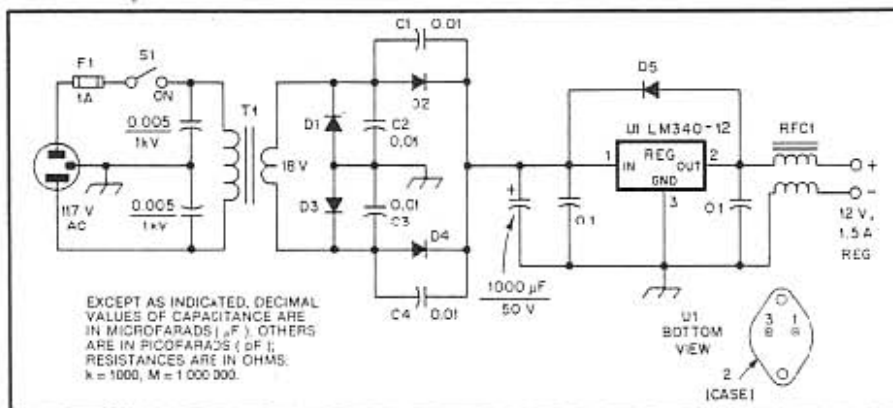 C1
0.01
F1
1A
S1
ON
T1
0.005
1kV
0.005
1kV
117 V
AC
18 V
D1
D2
C2
0.01
D3
0.01
C3
D4
C4
0.01
D5
U1 LM340-12
1
IN
REG
OUT
2
GND
3
RFC1
+
0.1
0.1
1000 µF
50 V
+
–
12 V,
1.5 A
REG
EXCEPT AS INDICATED, DECIMAL
VALUES OF CAPACITANCE ARE
IN MICROFARADS ( µF ), OTHERS
ARE IN PICOFARADS ( pF );
RESISTANCES ARE IN OHMS;
k = 1000, M = 1 000 000.
U1
BOTTOM
VIEW
3
1
2
(CASE)